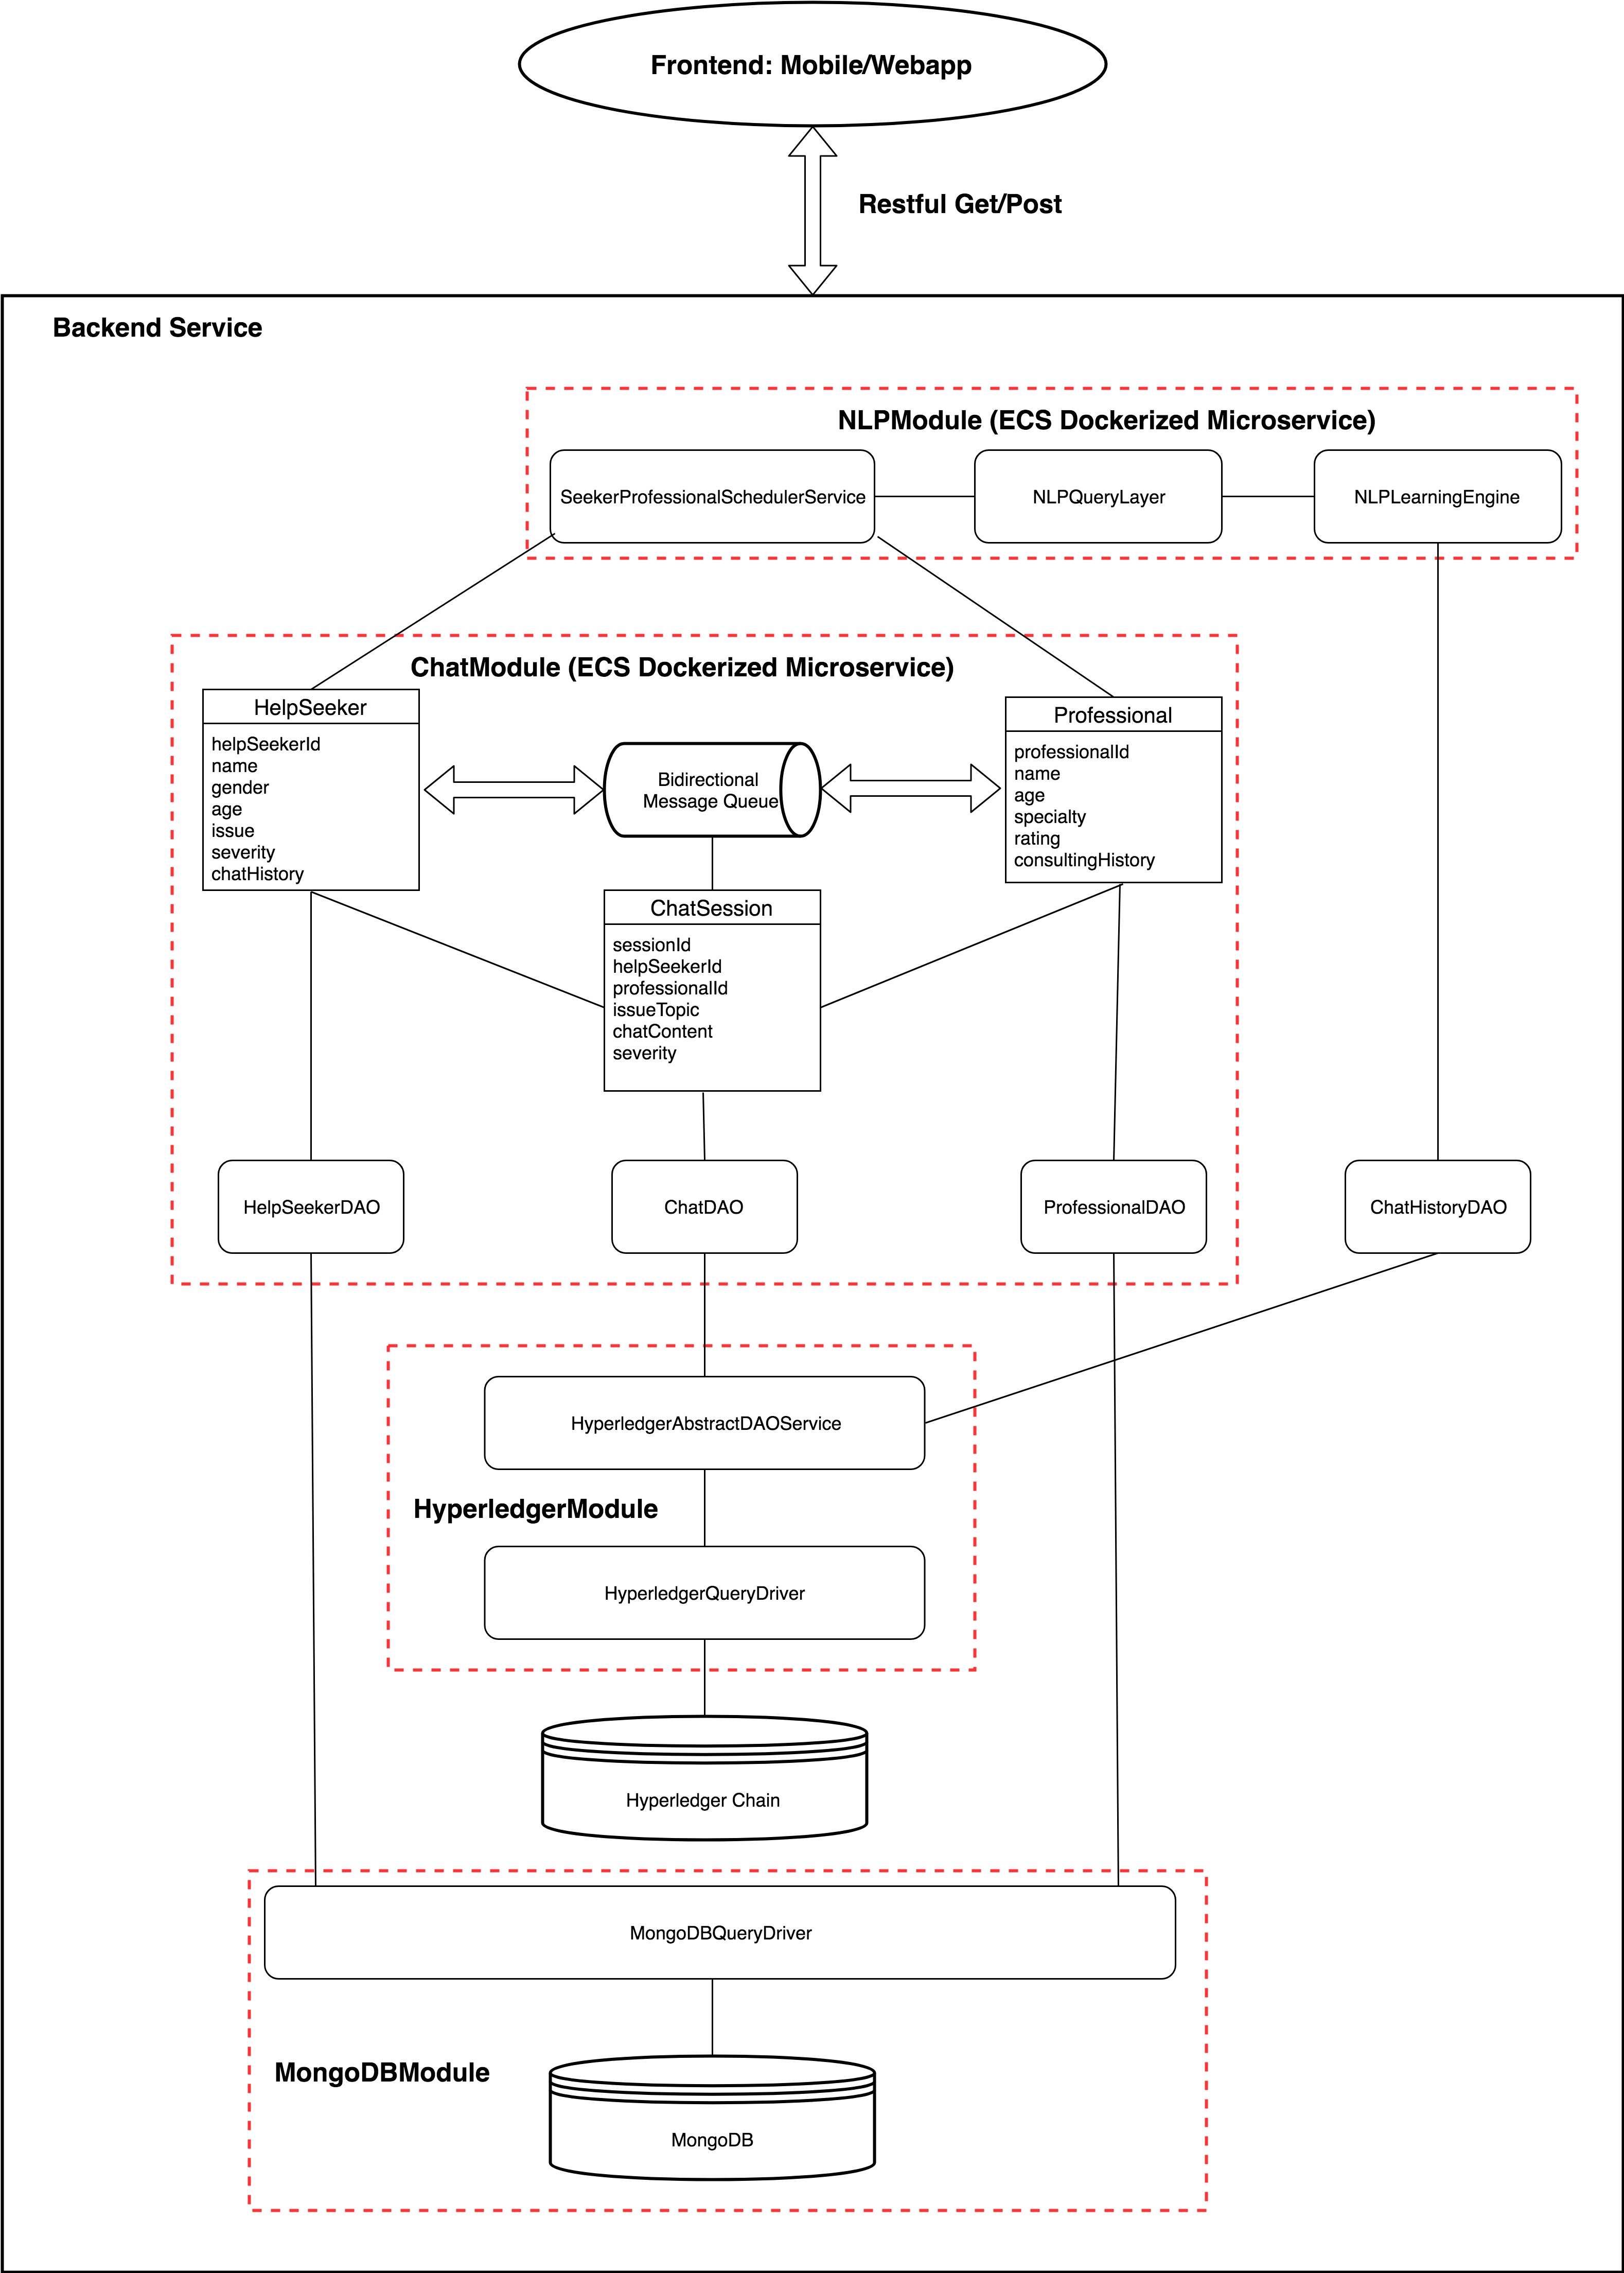 Frontend: Mobile/Webapp
Restful Get/Post
Backend Service
NLPModule (ECS Dockerized Microservice)
SeekerProfessionalSchedulerService
NLPQueryLayer
NLPLearningEngine
ChatModule (ECS Dockerized Microservice)
HelpSeeker
helpSeekerId
name
gender
age
issue
severity
chatHistory
Bidirectional
Message Queue
Professional
professionalId
name
age
specialty
rating
consultingHistory
ChatSession
sessionId
helpSeekerId
professionalId
issueTopic
chatContent
severity
HelpSeekerDAO
ChatDAO
ProfessionalDAO
ChatHistoryDAO
HyperledgerAbstractDAOService
HyperledgerModule
HyperledgerQueryDriver
Hyperledger Chain
MongoDBQueryDriver
MongoDBModule
MongoDB